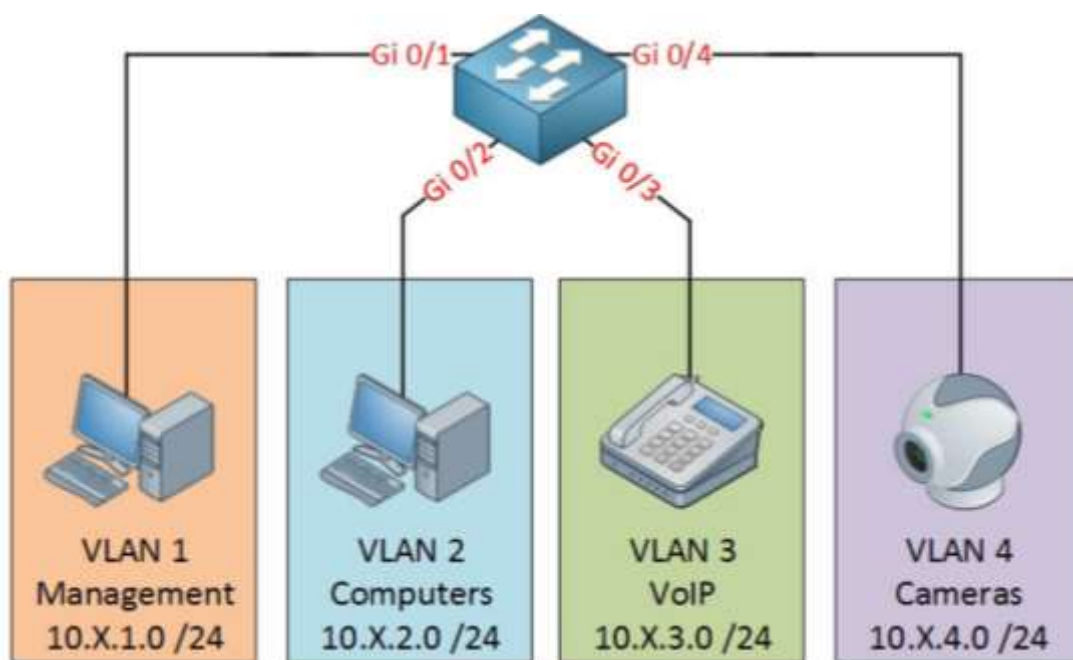 Gi 0/1
Gi 0/4
Gi 0/2
Gi 0/3
VLAN 1
Management
10.X.1.0 /24
VLAN 2
Computers
10.X.2.0 /24
VLAN 3
VoIP
10.X.3.0 /24
VLAN 4
Cameras
10.X.4.0 /24